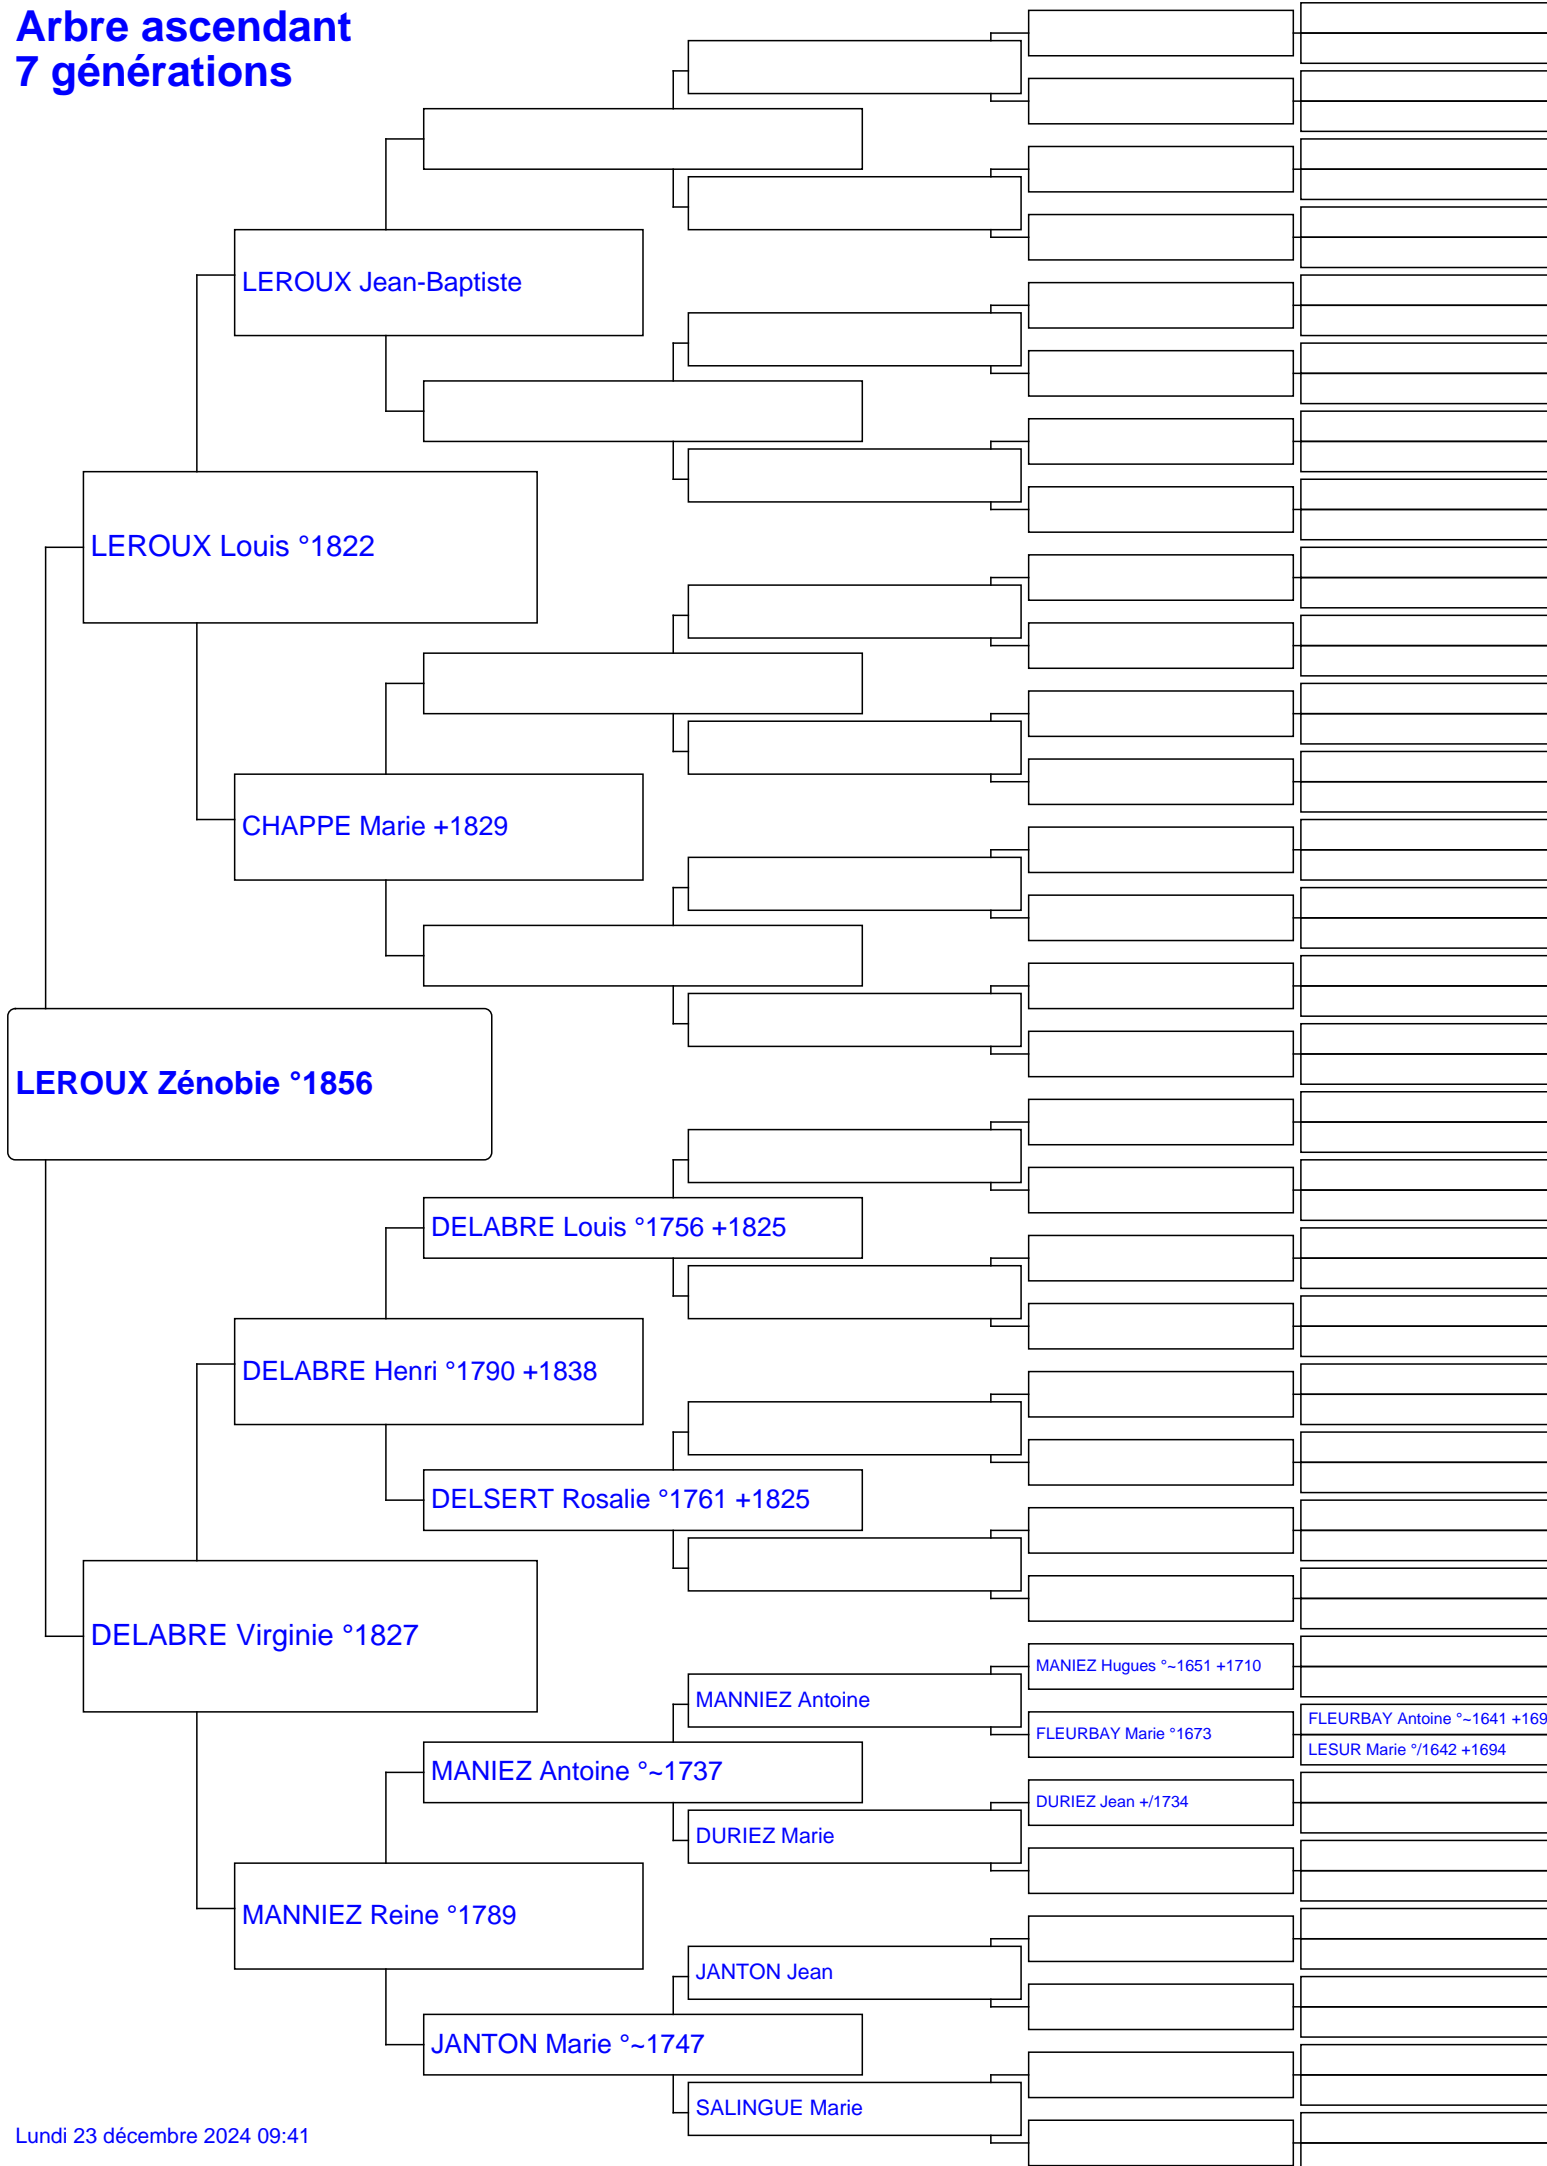 Arbre ascendant
7 générations
LEROUX Jean-Baptiste
LEROUX Louis °1822
CHAPPE Marie +1829
LEROUX Zénobie °1856
DELABRE Louis °1756 +1825
DELABRE Henri °1790 +1838
DELSERT Rosalie °1761 +1825
DELABRE Virginie °1827
MANIEZ Hugues °~1651 +1710
MANNIEZ Antoine
FLEURBAY Antoine °~1641 +169
FLEURBAY Marie °1673
LESUR Marie °/1642 +1694
MANIEZ Antoine °~1737
DURIEZ Jean +/1734
DURIEZ Marie
MANNIEZ Reine °1789
JANTON Jean
JANTON Marie °~1747
SALINGUE Marie
Lundi 23 décembre 2024 09:41